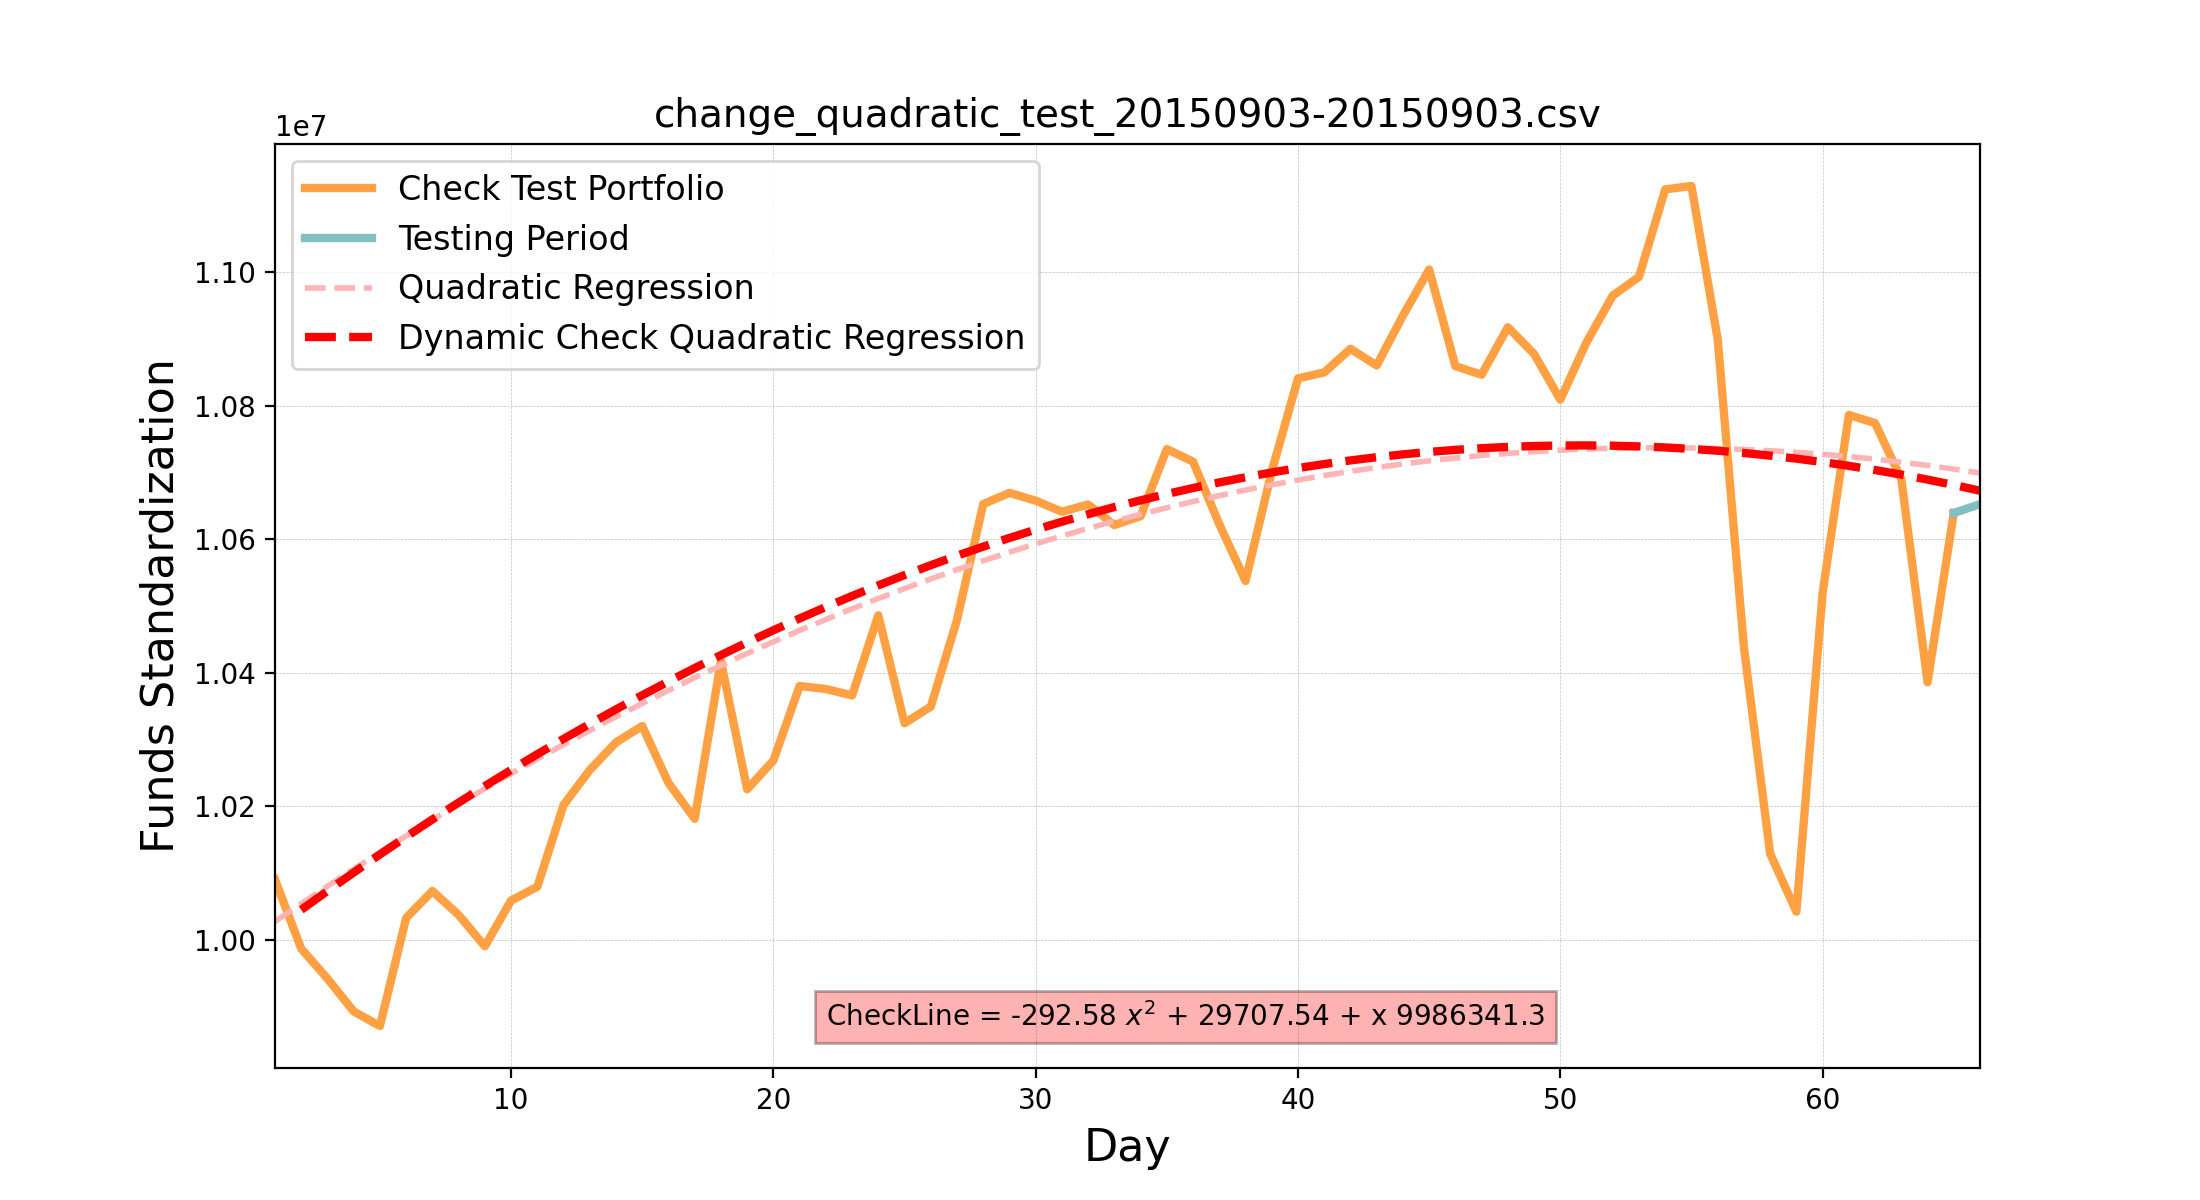 change_quadratic_test_20150903-20150903.csv
1e7
Check Test Portfolio
Testing Period
Quadratic Regression
Dynamic Check Quadratic Regression
1.10
1.08
1.06
1.04
1.02
1.00
Funds Standardization
CheckLine = -292.58 x² + 29707.54 + x 9986341.3
10 20 30 40 50 60
Day